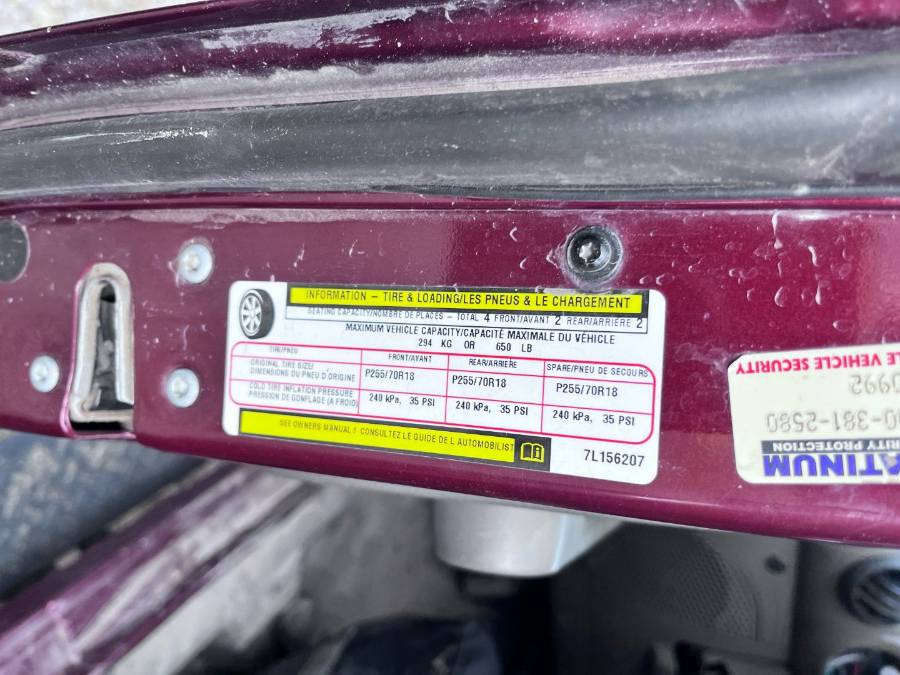 INFORMATION – TIRE & LOADING/LES PNEUS & LE CHARGEMENT
SEATING CAPACITY/NOMBRE DE PLACES – TOTAL 4 FRONT/AVANT 2 REAR/ARRIÈRE 2
MAXIMUM VEHICLE CAPACITY/CAPACITÉ MAXIMALE DU VÉHICULE
294 KG OR 650 LB
TIRE/PNEU FRONT/AVANT REAR/ARRIÈRE SPARE/PNEU DE SECOURS
ORIGINAL TIRE SIZE/
DIMENSIONS DU PNEU D'ORIGINE P255/70R18 P255/70R18 P255/70R18
COLD TIRE INFLATION PRESSURE
PRESSION DE GONFLAGE (A FROID) 240 kPa, 35 PSI 240 kPa, 35 PSI 240 kPa, 35 PSI
SEE OWNERS MANUAL / CONSULTEZ LE GUIDE DE L AUTOMOBILIST
7L156207
ATINUM
RITY PROTECTION
00-381-2580
0992
LE VEHICLE SECURITY